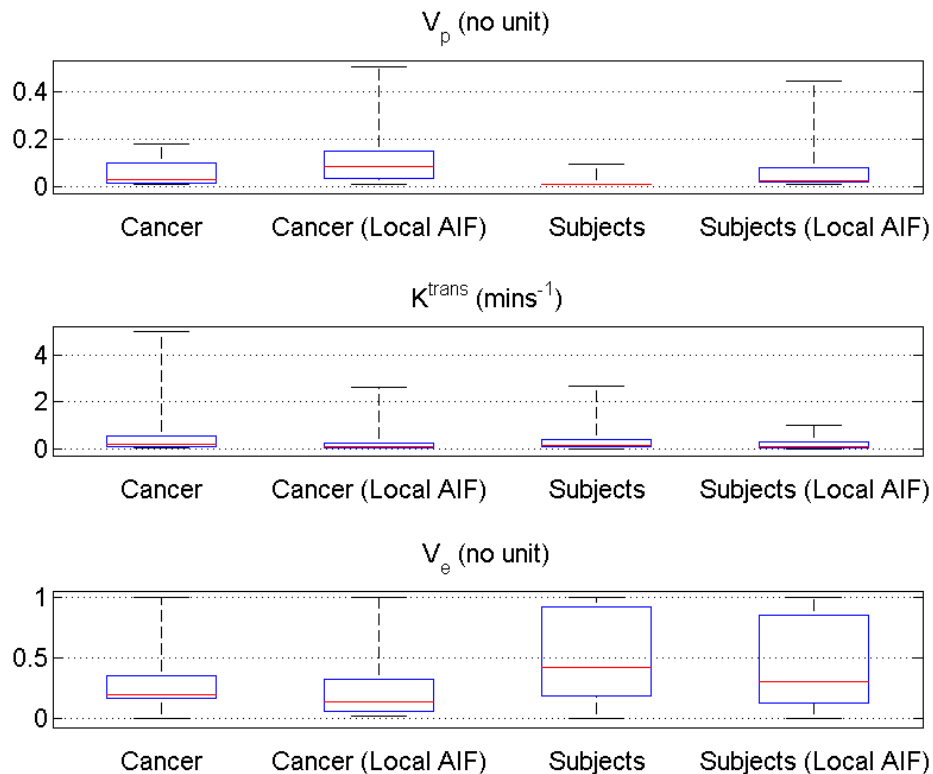 V_p (no unit)
0.4
0.2
0
Cancer Cancer (Local AIF) Subjects Subjects (Local AIF)
K^trans (mins^-1)
4
2
0
Cancer Cancer (Local AIF) Subjects Subjects (Local AIF)
V_e (no unit)
1
0.5
0
Cancer Cancer (Local AIF) Subjects Subjects (Local AIF)